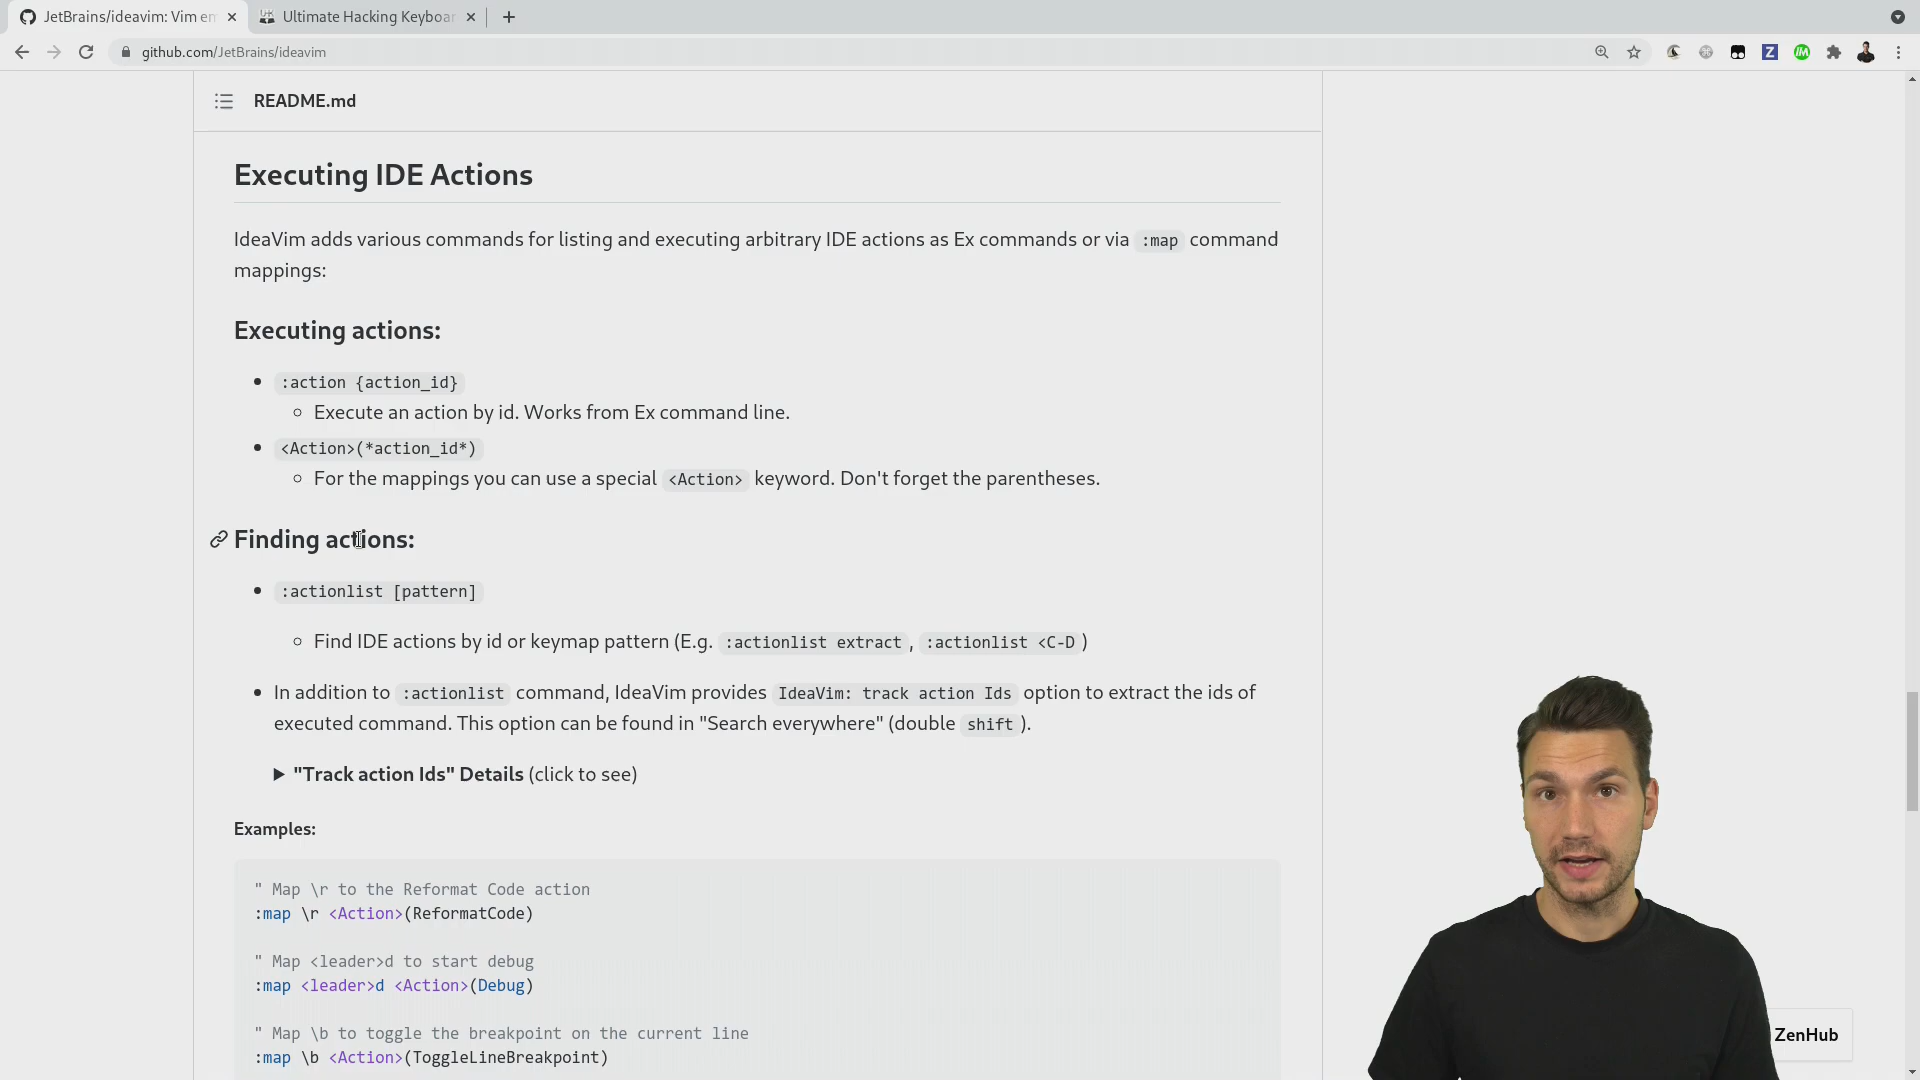 JetBrains/ideavim: Vim em
Ultimate Hacking Keyboar
github.com/JetBrains/ideavim
README.md
Executing IDE Actions
IdeaVim adds various commands for listing and executing arbitrary IDE actions as Ex commands or via :map command
mappings:
Executing actions:
:action {action_id}
Execute an action by id. Works from Ex command line.
<Action>(*action_id*)
For the mappings you can use a special <Action> keyword. Don't forget the parentheses.
Finding actions:
:actionlist [pattern]
Find IDE actions by id or keymap pattern (E.g. :actionlist extract, :actionlist <C-D)
In addition to :actionlist command, IdeaVim provides IdeaVim: track action Ids option to extract the ids of
executed command. This option can be found in "Search everywhere" (double shift).
"Track action Ids" Details (click to see)
Examples:
" Map \r to the Reformat Code action
:map \r <Action>(ReformatCode)
" Map <leader>d to start debug
:map <leader>d <Action>(Debug)
" Map \b to toggle the breakpoint on the current line
:map \b <Action>(ToggleLineBreakpoint)
ZenHub